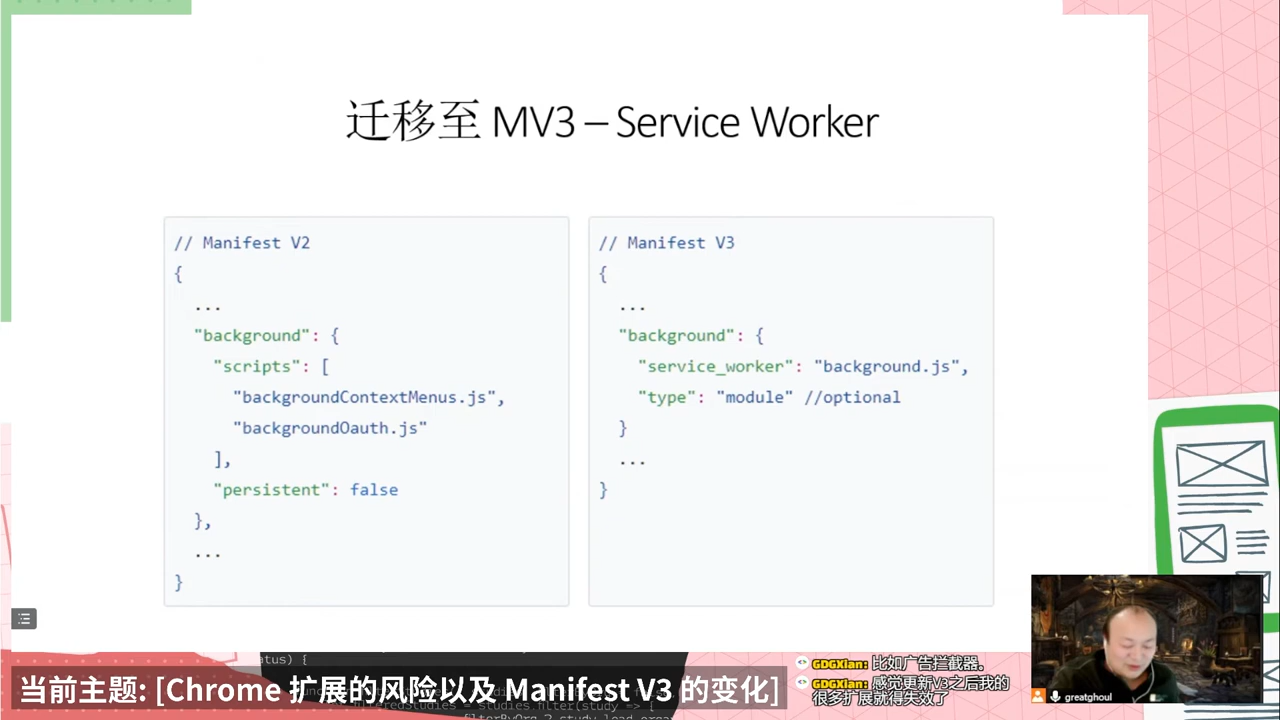 迁移至 MV3 – Service Worker
// Manifest V2
{
...
"background": {
"scripts": [
"backgroundContextMenus.js",
"backgroundOauth.js"
],
"persistent": false
},
...
}
// Manifest V3
{
...
"background": {
"service_worker": "background.js",
"type": "module" //optional
}
...
}
当前主题: [Chrome 扩展的风险以及 Manifest V3 的变化]
GDGXian: 比如广告拦截器。
GDGXian: 感觉更新V3之后我的
很多扩展就得失效了
greatghoul